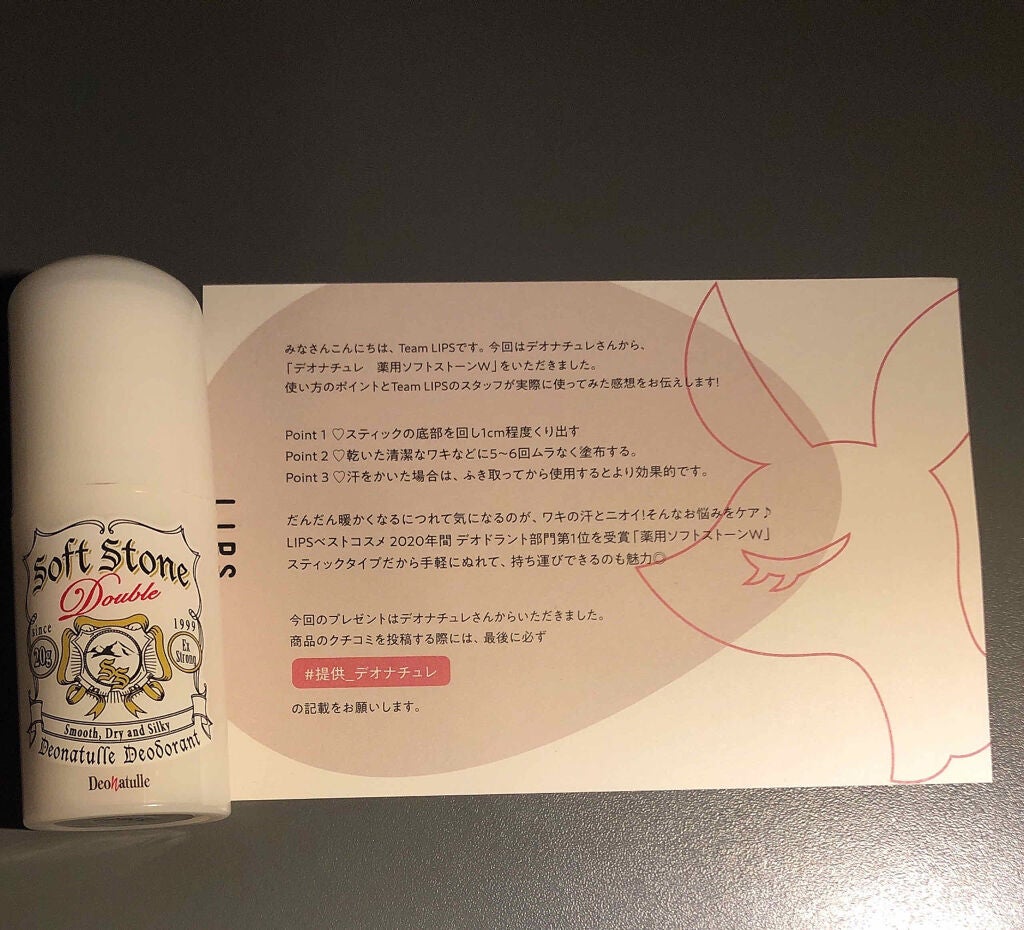 Soft Stone
Double
since
1999
20g
Ex
Strong
SS
Smooth, Dry and Silky
Deonatulle Deodorant
Deonatulle
LIPS
みなさんこんにちは、Team LIPSです。今回はデオナチュレさんから、
「デオナチュレ　薬用ソフトストーンW」をいただきました。
使い方のポイントとTeam LIPSのスタッフが実際に使ってみた感想をお伝えします!
Point 1 ♡スティックの底部を回し1cm程度くり出す
Point 2 ♡乾いた清潔なワキなどに5~6回ムラなく塗布する。
Point 3 ♡汗をかいた場合は、ふき取ってから使用するとより効果的です。
だんだん暖かくなるにつれて気になるのが、ワキの汗とニオイ!そんなお悩みをケア♪
LIPSベストコスメ 2020年間 デオドラント部門第1位を受賞「薬用ソフトストーンW」
スティックタイプだから手軽にぬれて、持ち運びできるのも魅力◎
今回のプレゼントはデオナチュレさんからいただきました。
商品のクチコミを投稿する際には、最後に必ず
#提供_デオナチュレ
の記載をお願いします。